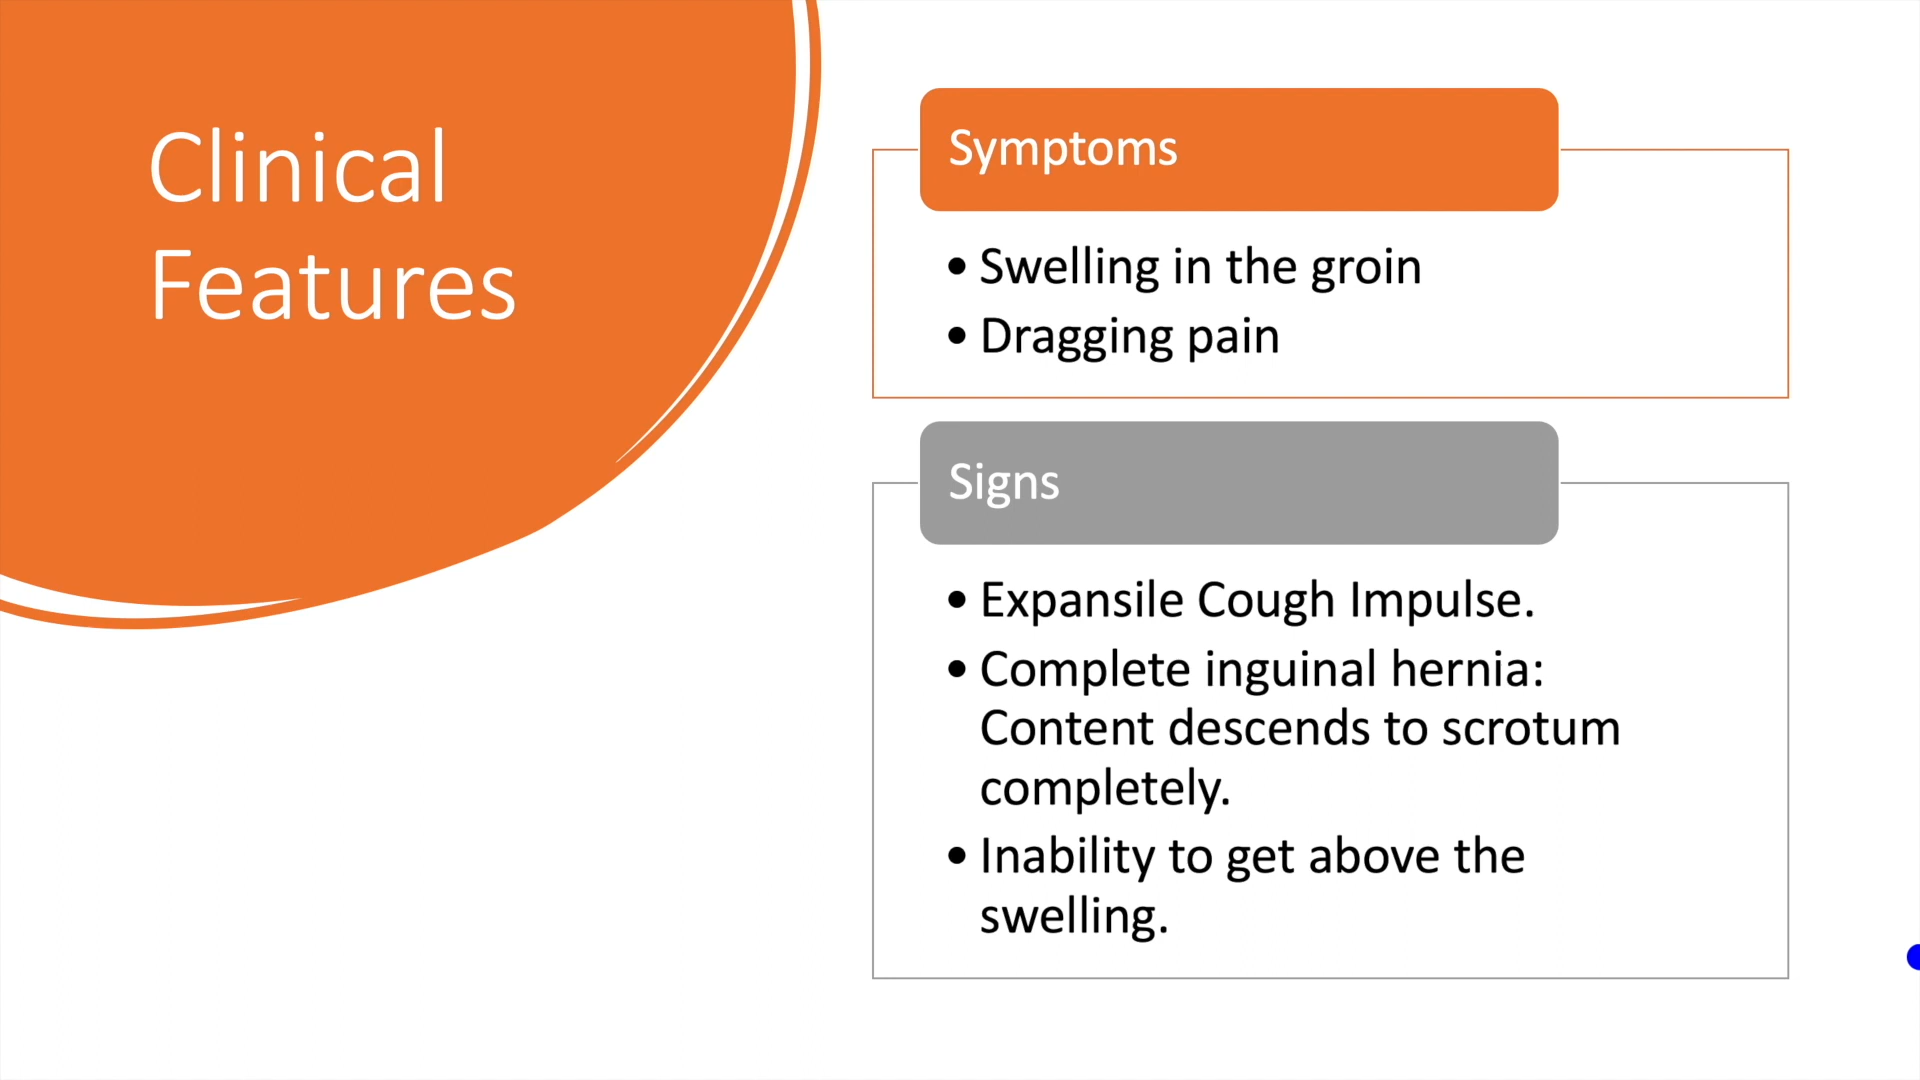 Clinical
Features
Symptoms
• Swelling in the groin
• Dragging pain
Signs
• Expansile Cough Impulse.
• Complete inguinal hernia:
Content descends to scrotum
completely.
• Inability to get above the
swelling.